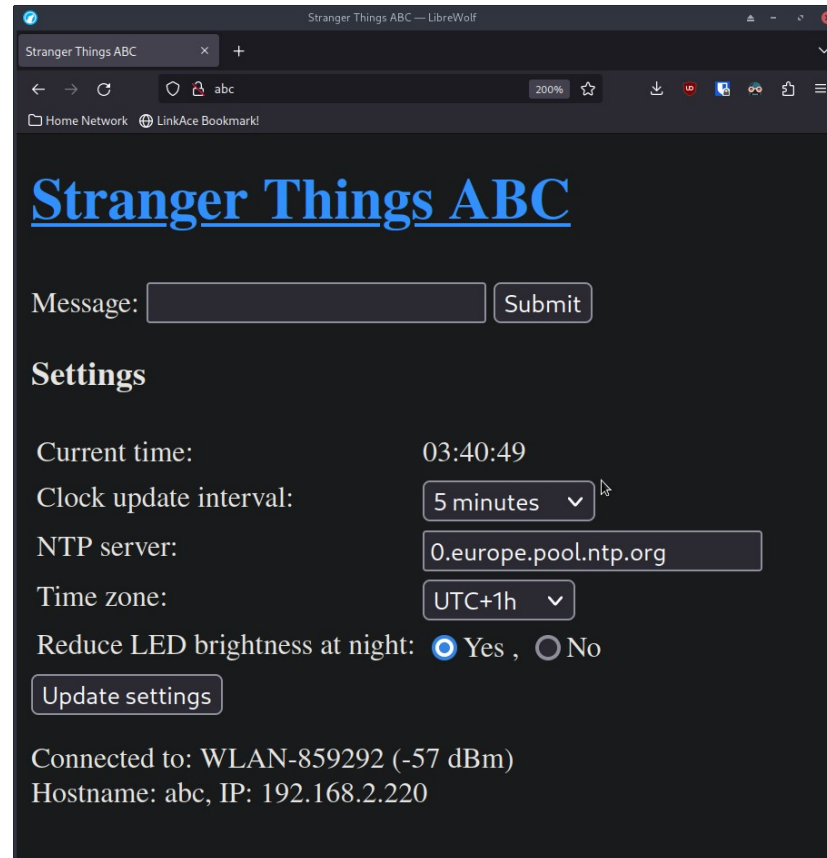 Stranger Things ABC — LibreWolf
Stranger Things ABC
abc 200%
Home Network LinkAce Bookmark!
Stranger Things ABC
Message: Submit
Settings
Current time: 03:40:49
Clock update interval: 5 minutes
NTP server: 0.europe.pool.ntp.org
Time zone: UTC+1h
Reduce LED brightness at night: Yes , No
Update settings
Connected to: WLAN-859292 (-57 dBm)
Hostname: abc, IP: 192.168.2.220